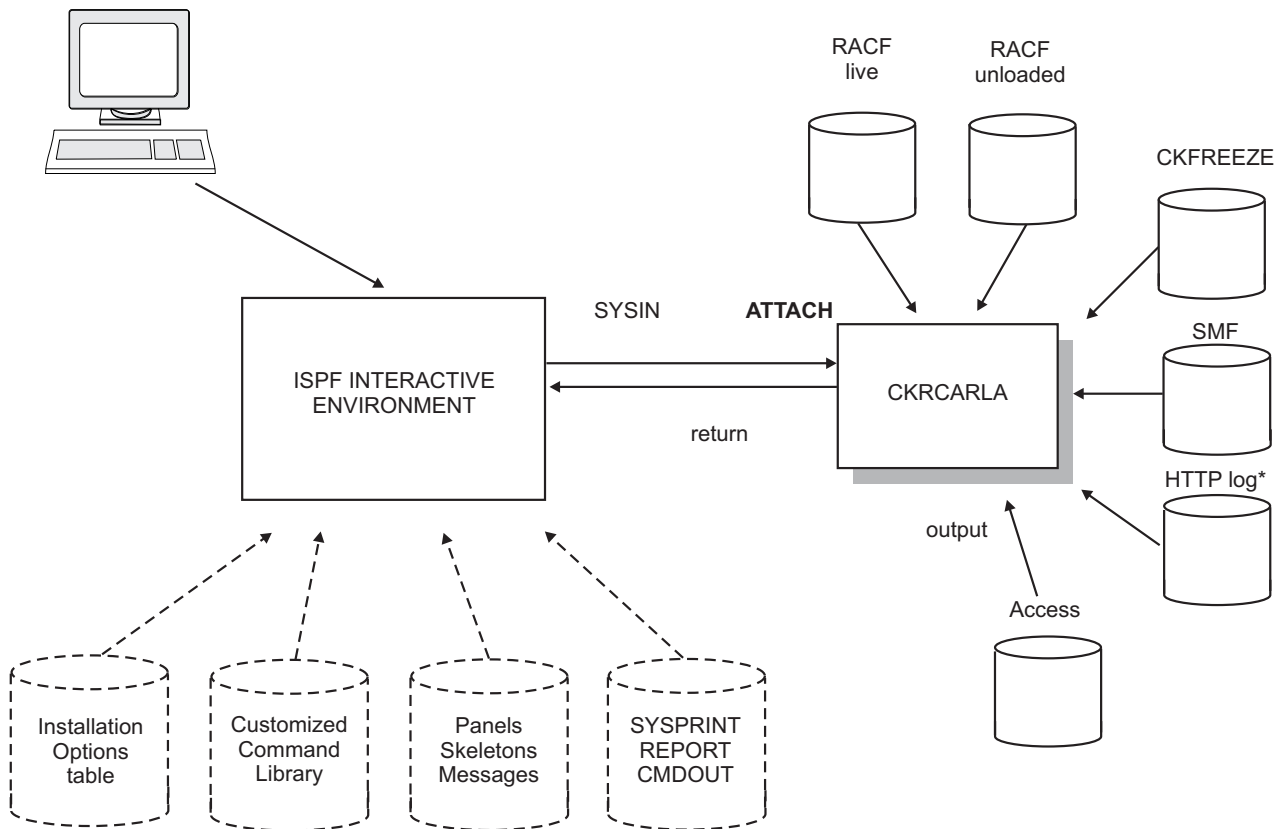 RACF
live
RACF
unloaded
CKFREEZE
SYSIN
ATTACH
SMF
ISPF INTERACTIVE
ENVIRONMENT
CKRCARLA
return
HTTP log*
output
Access
Installation
Options
table
Customized
Command
Library
Panels
Skeletons
Messages
SYSPRINT
REPORT
CMDOUT